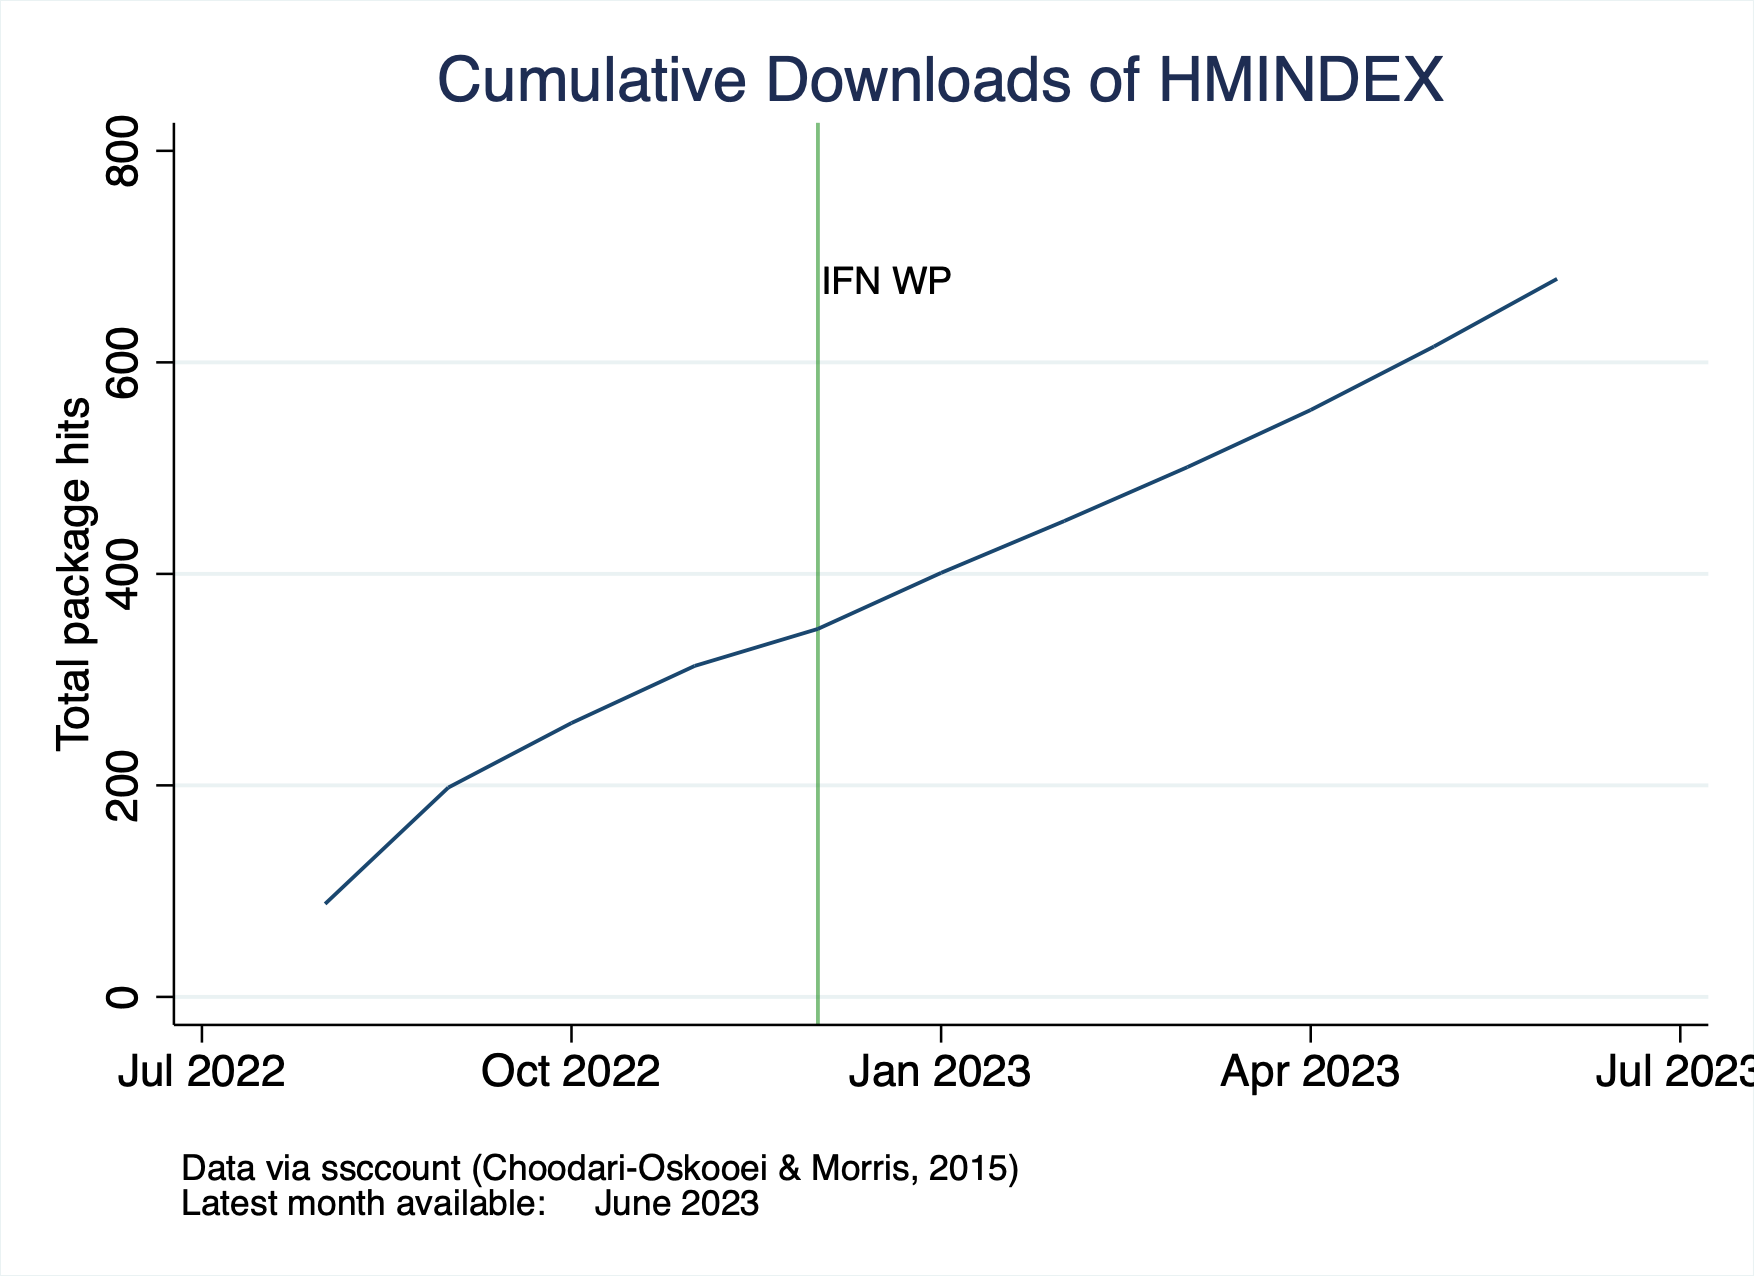 Cumulative Downloads of HMINDEX
Total package hits
800
600
400
200
0
IFN WP
Jul 2022
Oct 2022
Jan 2023
Apr 2023
Jul 2023
Data via ssccount (Choodari-Oskooei & Morris, 2015)
Latest month available: June 2023